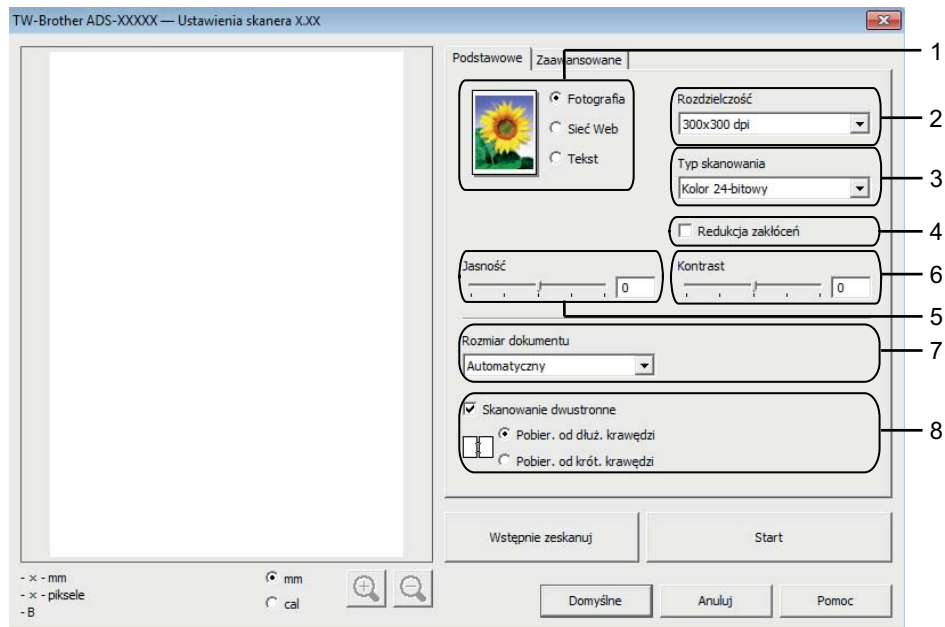 TW-Brother ADS-XXXXX — Ustawienia skanera X.XX
Podstawowe
Zaawansowane
1
Fotografia
Sieć Web
Tekst
Rozdzielczość
300x300 dpi
2
Typ skanowania
Kolor 24-bitowy
3
Redukcja zakłóceń
4
Jasność
0
Kontrast
0
6
5
Rozmiar dokumentu
Automatyczny
7
Skanowanie dwustronne
Pobier. od dłuż. krawędzi
Pobier. od krót. krawędzi
8
Wstępnie zeskanuj
Start
- x - mm
- x - piksele
- B
mm
cal
Domyślne
Anuluj
Pomoc